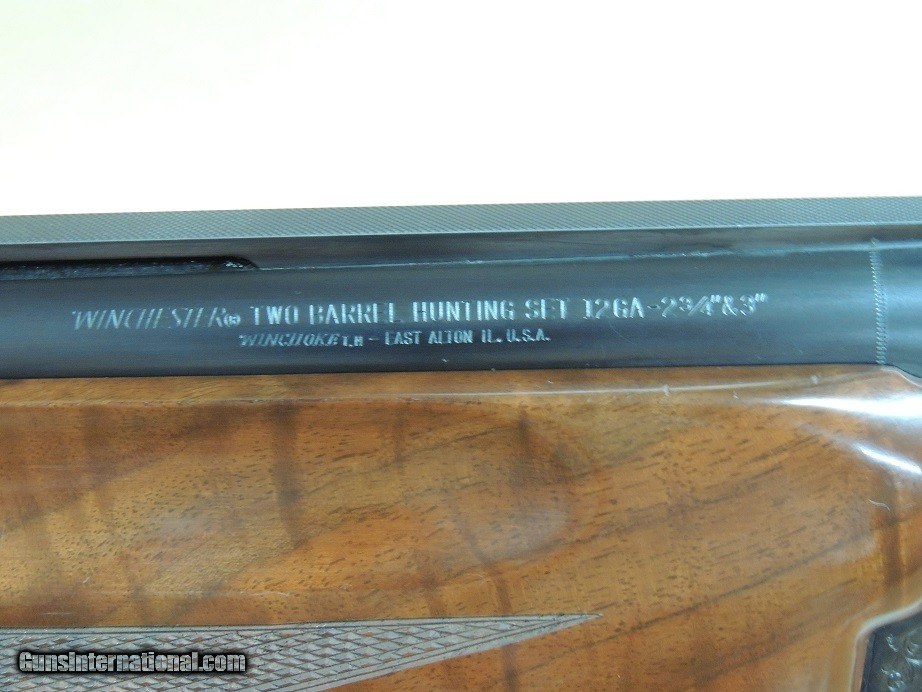 WINCHESTER® TWO BARREL HUNTING SET 12GA-2¾"&3"
WINCHOKE T.M - EAST ALTON IL. U.S.A.
Gunsinternational.com